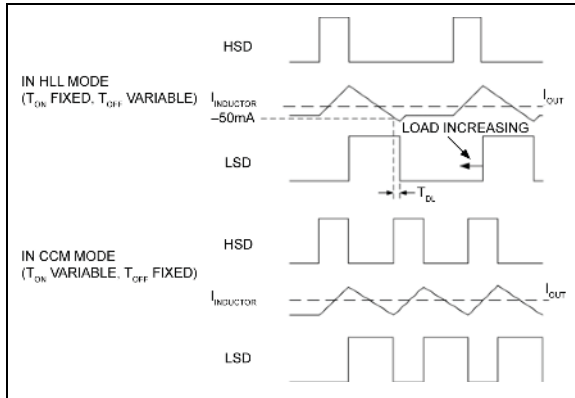 HSD
IN HLL MODE
(T_ON FIXED, T_OFF VARIABLE)
I_INDUCTOR
I_OUT
–50mA
LOAD INCREASING
LSD
T_DL
HSD
IN CCM MODE
(T_ON VARIABLE, T_OFF FIXED)
I_INDUCTOR
I_OUT
LSD